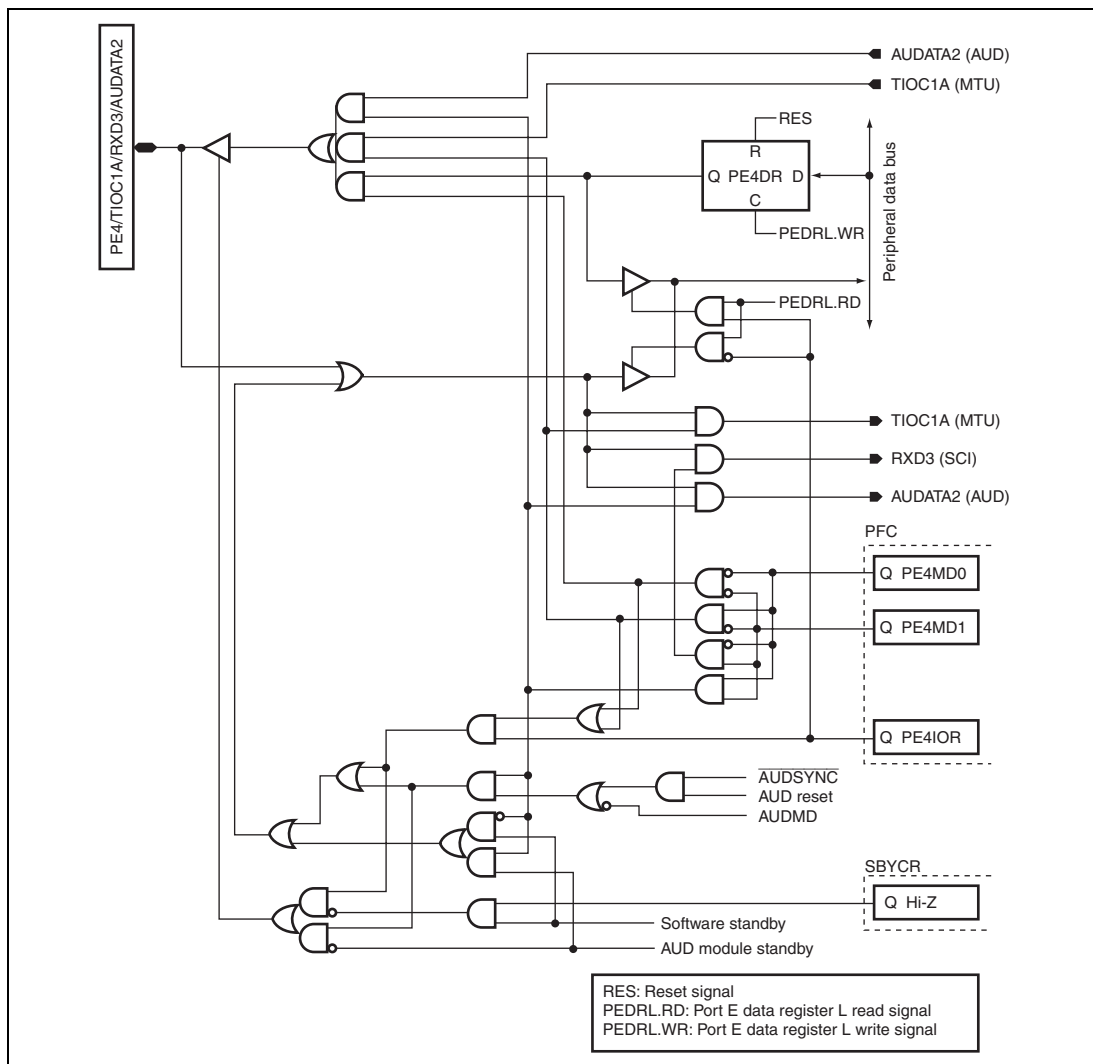 PE4/TIOC1A/RXD3/AUDATA2
AUDATA2 (AUD)
TIOC1A (MTU)
RES
R
Q PE4DR D
C
PEDRL.WR
Peripheral data bus
PEDRL.RD
TIOC1A (MTU)
RXD3 (SCI)
AUDATA2 (AUD)
PFC
Q PE4MD0
Q PE4MD1
Q PE4IOR
AUDSYNC
AUD reset
AUDMD
SBYCR
Q Hi-Z
Software standby
AUD module standby
RES: Reset signal
PEDRL.RD: Port E data register L read signal
PEDRL.WR: Port E data register L write signal